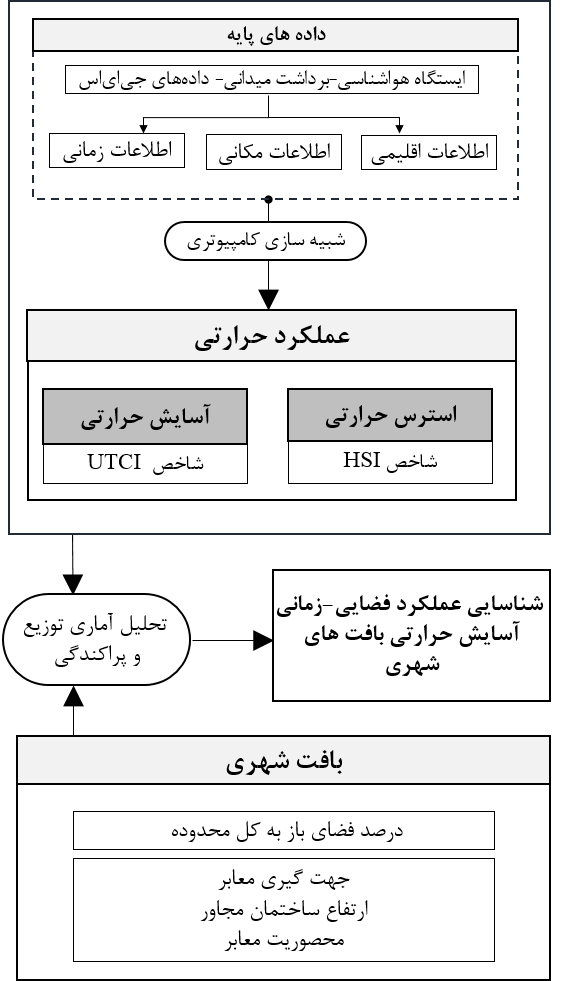 داده های پایه
ایستگاه هواشناسی-برداشت میدانی- داده‌های جی‌ای‌اس
اطلاعات اقلیمی
اطلاعات مکانی
اطلاعات زمانی
شبیه سازی کامپیوتری
عملکرد حرارتی
استرس حرارتی
شاخص HSI
آسایش حرارتی
شاخص UTCI
تحلیل آماری توزیع
و پراکندگی
شناسایی عملکرد فضایی-زمانی
آسایش حرارتی بافت های
شهری
بافت شهری
درصد فضای باز به کل محدوده
جهت گیری معابر
ارتفاع ساختمان مجاور
محصوریت معابر